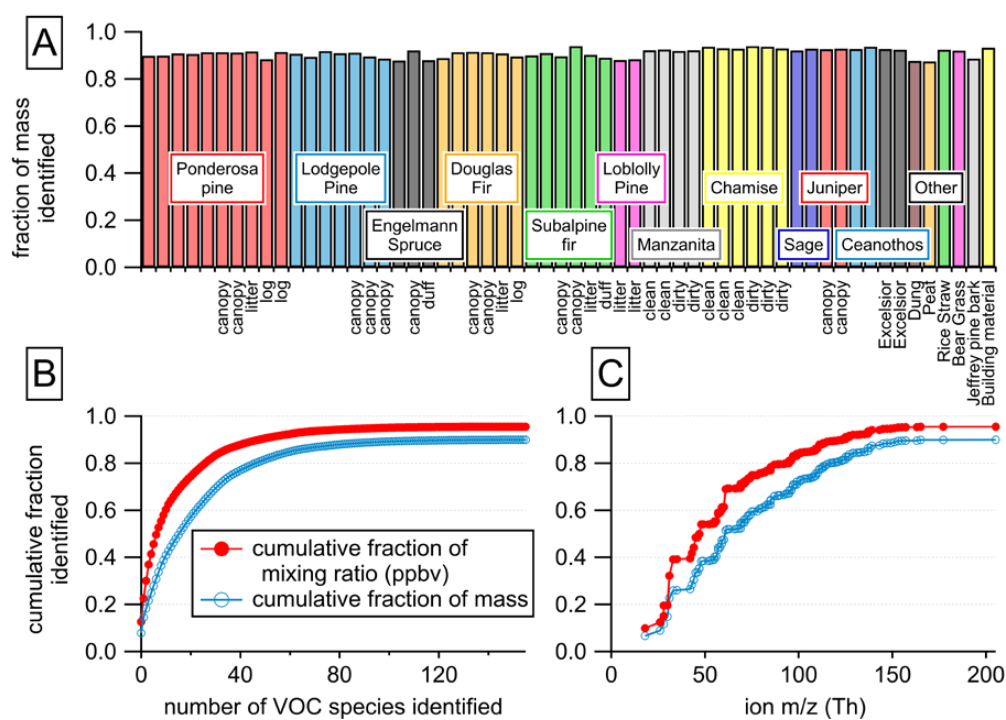 A
fraction of mass
identified
1.0
0.8
0.6
0.4
0.2
0.0
Ponderosa
pine
Lodgepole
Pine
Engelmann
Spruce
Douglas
Fir
Subalpine
fir
Loblolly
Pine
Manzanita
Chamise
Sage
Juniper
Ceanothos
Other
canopy
canopy
litter
log
log
canopy
canopy
canopy
canopy
duff
canopy
canopy
litter
log
canopy
canopy
litter
duff
litter
litter
clean
clean
dirty
dirty
clean
clean
clean
dirty
dirty
dirty
canopy
canopy
Excelsior
Excelsior
Dung
Peat
Rice Straw
Bear Grass
Jeffrey pine bark
Building material
B
cumulative fraction
identified
1.0
0.8
0.6
0.4
0.2
0.0
cumulative fraction of
mixing ratio (ppbv)
cumulative fraction of mass
0
40
80
120
number of VOC species identified
C
1.0
0.8
0.6
0.4
0.2
0.0
0
50
100
150
200
ion m/z (Th)